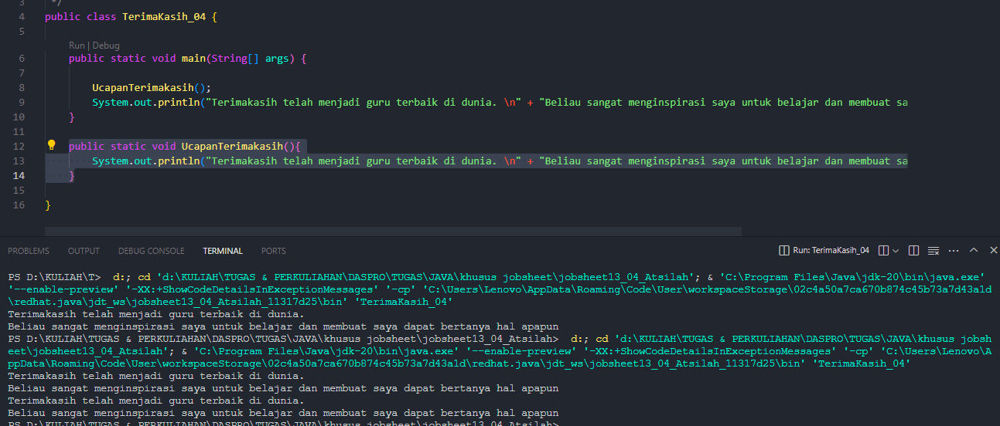 3 */
4 public class TerimaKasih_04 {
5
Run | Debug
6 public static void main(String[] args) {
7
8 UcapanTerimakasih();
9 System.out.println("Terimakasih telah menjadi guru terbaik di dunia. \n" + "Beliau sangat menginspirasi saya untuk belajar dan membuat sa
10 }
11
12 public static void UcapanTerimakasih(){
13 System.out.println("Terimakasih telah menjadi guru terbaik di dunia. \n" + "Beliau sangat menginspirasi saya untuk belajar dan membuat sa
14 }
15
16 }
PROBLEMS OUTPUT DEBUG CONSOLE TERMINAL PORTS Run: TerimaKasih_04
PS D:\KULIAH\T> d:; cd 'd:\KULIAH\TUGAS & PERKULIAHAN\DASPRO\TUGAS\JAVA\khusus jobsheet\jobsheet13_04_Atsilah'; & 'C:\Program Files\Java\jdk-20\bin\java.exe'
'--enable-preview' '-XX:+ShowCodeDetailsInExceptionMessages' '-cp' 'C:\Users\Lenovo\AppData\Roaming\Code\User\workspaceStorage\02c4a50a7ca670b874c45b73a7d43a1d
\redhat.java\jdt_ws\jobsheet13_04_Atsilah_11317d25\bin' 'TerimaKasih_04'
Terimakasih telah menjadi guru terbaik di dunia.
Beliau sangat menginspirasi saya untuk belajar dan membuat saya dapat bertanya hal apapun
PS D:\KULIAH\TUGAS & PERKULIAHAN\DASPRO\TUGAS\JAVA\khusus jobsheet\jobsheet13_04_Atsilah> d:; cd 'd:\KULIAH\TUGAS & PERKULIAHAN\DASPRO\TUGAS\JAVA\khusus jobsh
eet\jobsheet13_04_Atsilah'; & 'C:\Program Files\Java\jdk-20\bin\java.exe' '--enable-preview' '-XX:+ShowCodeDetailsInExceptionMessages' '-cp' 'C:\Users\Lenovo\A
ppData\Roaming\Code\User\workspaceStorage\02c4a50a7ca670b874c45b73a7d43a1d\redhat.java\jdt_ws\jobsheet13_04_Atsilah_11317d25\bin' 'TerimaKasih_04'
Terimakasih telah menjadi guru terbaik di dunia.
Beliau sangat menginspirasi saya untuk belajar dan membuat saya dapat bertanya hal apapun
Terimakasih telah menjadi guru terbaik di dunia.
Beliau sangat menginspirasi saya untuk belajar dan membuat saya dapat bertanya hal apapun
PS D:\KULIAH\TUGAS & PERKULIAHAN\DASPRO\TUGAS\JAVA\khusus jobsheet\jobsheet13_04_Atsilah>